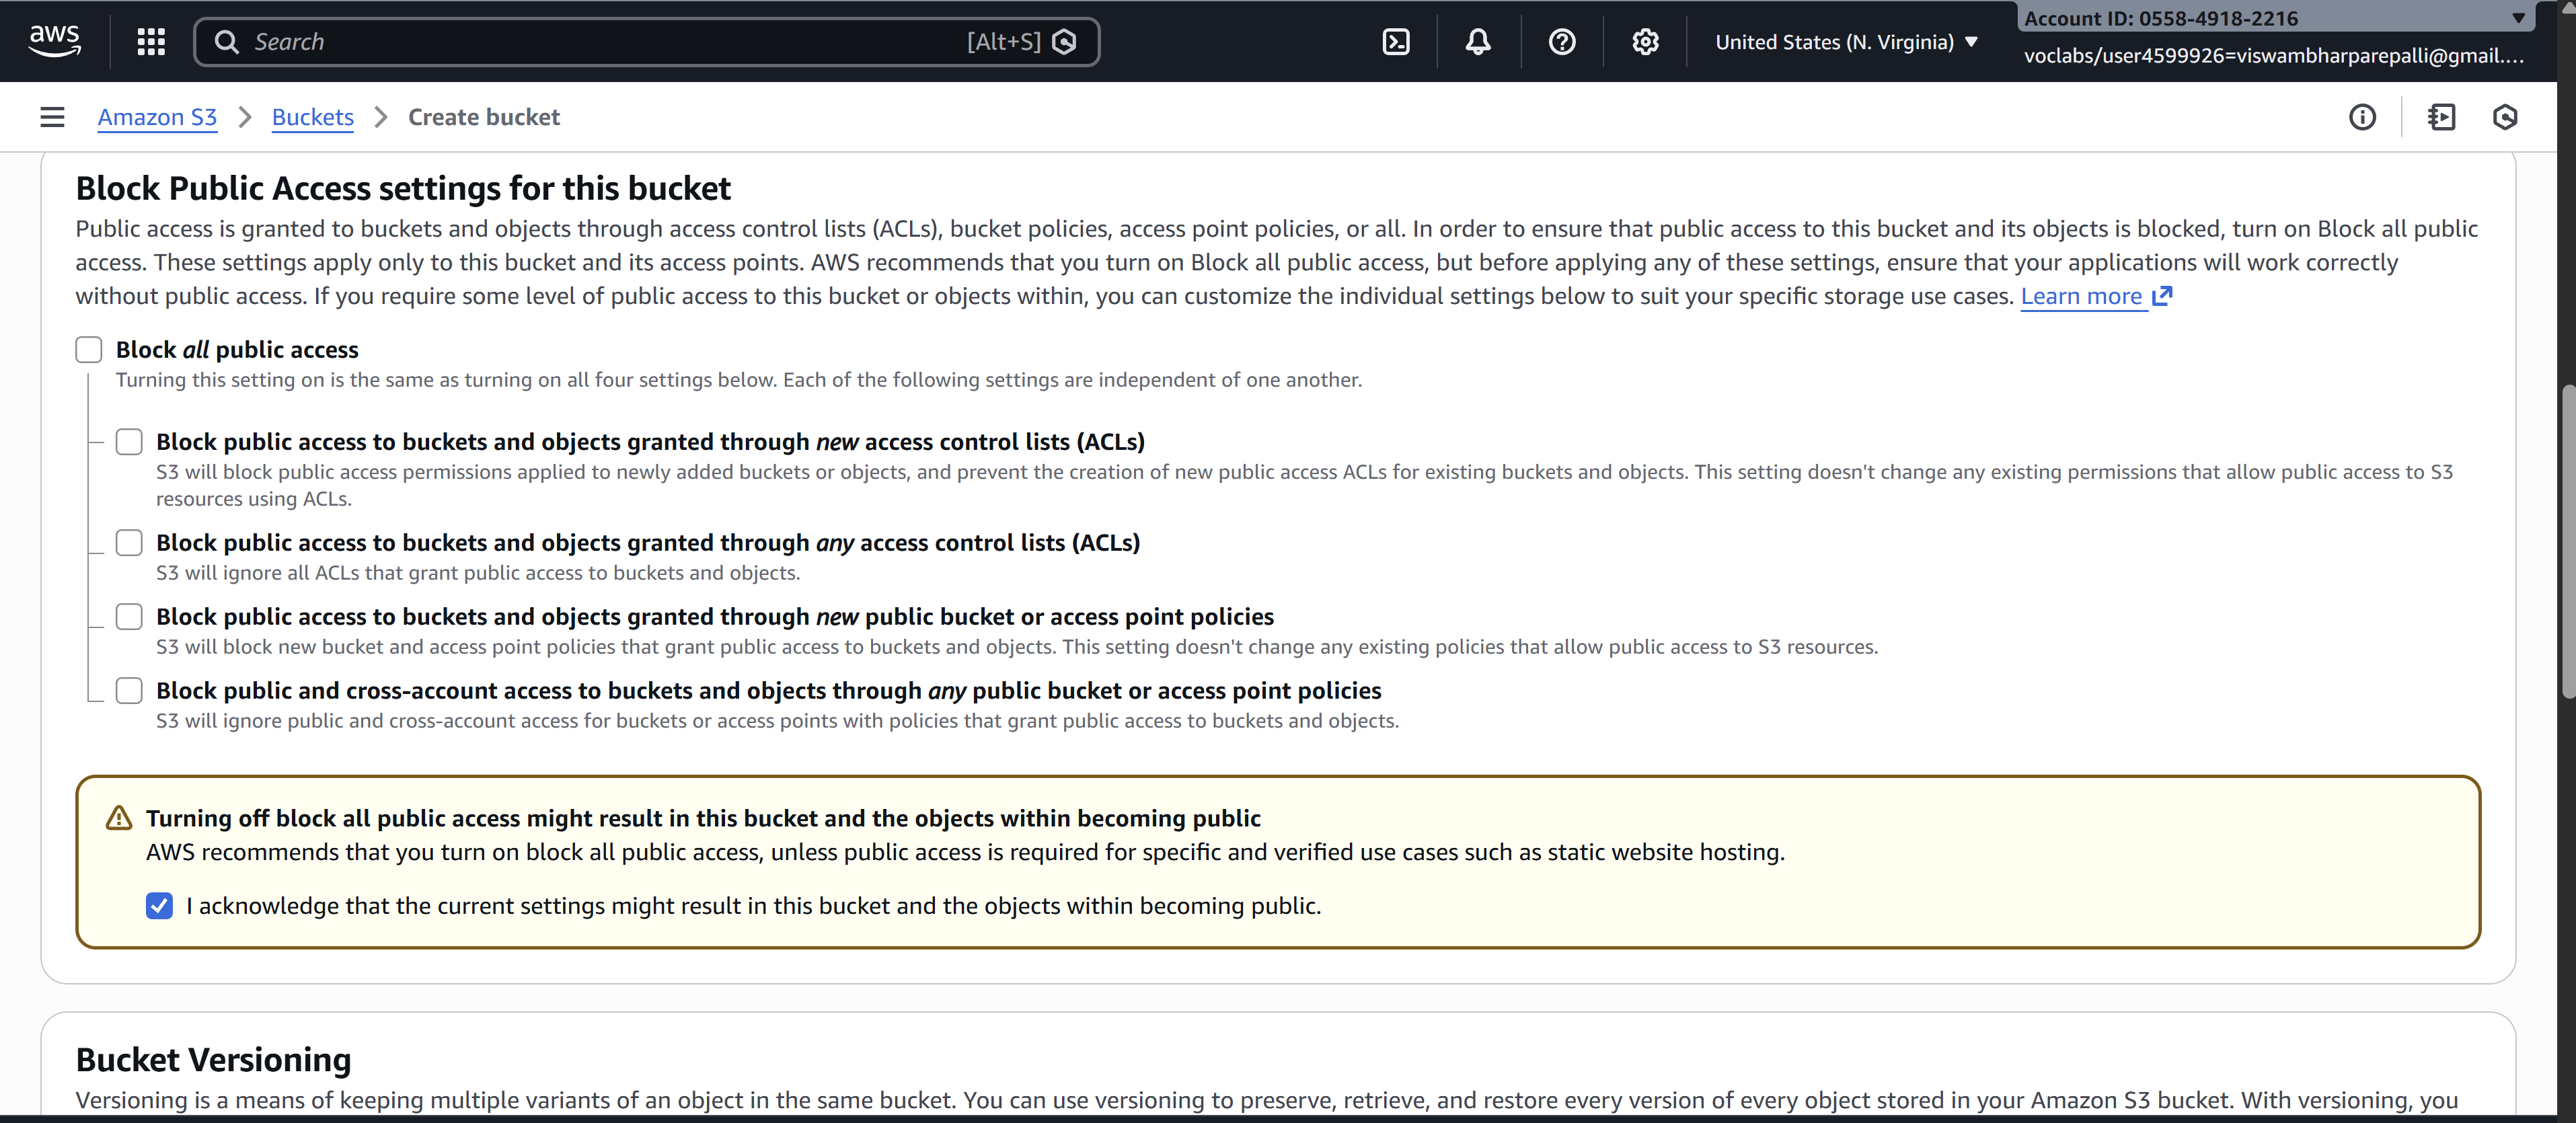 aws
Search [Alt+S]
United States (N. Virginia)
Account ID: 0558-4918-2216
voclabs/user4599926=viswambharparepalli@gmail....
Amazon S3 Buckets Create bucket
Block Public Access settings for this bucket
Public access is granted to buckets and objects through access control lists (ACLs), bucket policies, access point policies, or all. In order to ensure that public access to this bucket and its objects is blocked, turn on Block all public
access. These settings apply only to this bucket and its access points. AWS recommends that you turn on Block all public access, but before applying any of these settings, ensure that your applications will work correctly
without public access. If you require some level of public access to this bucket or objects within, you can customize the individual settings below to suit your specific storage use cases. Learn more
Block all public access
Turning this setting on is the same as turning on all four settings below. Each of the following settings are independent of one another.
Block public access to buckets and objects granted through new access control lists (ACLs)
S3 will block public access permissions applied to newly added buckets or objects, and prevent the creation of new public access ACLs for existing buckets and objects. This setting doesn't change any existing permissions that allow public access to S3
resources using ACLs.
Block public access to buckets and objects granted through any access control lists (ACLs)
S3 will ignore all ACLs that grant public access to buckets and objects.
Block public access to buckets and objects granted through new public bucket or access point policies
S3 will block new bucket and access point policies that grant public access to buckets and objects. This setting doesn't change any existing policies that allow public access to S3 resources.
Block public and cross-account access to buckets and objects through any public bucket or access point policies
S3 will ignore public and cross-account access for buckets or access points with policies that grant public access to buckets and objects.
Turning off block all public access might result in this bucket and the objects within becoming public
AWS recommends that you turn on block all public access, unless public access is required for specific and verified use cases such as static website hosting.
I acknowledge that the current settings might result in this bucket and the objects within becoming public.
Bucket Versioning
Versioning is a means of keeping multiple variants of an object in the same bucket. You can use versioning to preserve, retrieve, and restore every version of every object stored in your Amazon S3 bucket. With versioning, you